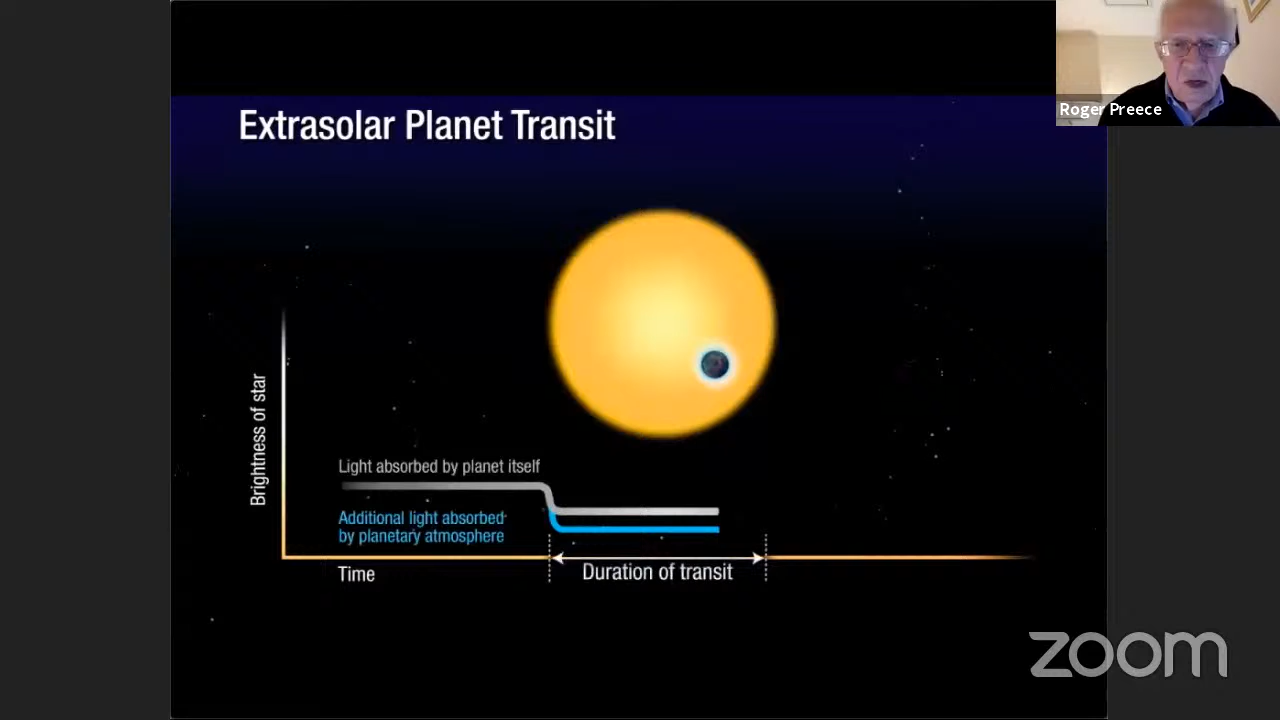 Extrasolar Planet Transit
Roger Preece
Brightness of star
Light absorbed by planet itself
Additional light absorbed
by planetary atmosphere
Time
Duration of transit
zoom